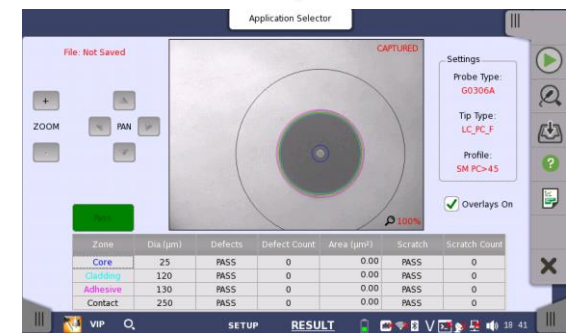 Application Selector
File: Not Saved
CAPTURED
Settings
Probe Type:
G0306A
Tip Type:
LC_PC_F
Profile:
SM PC>45
+
ZOOM
PAN
-
Overlays On
Pass
100%
Zone Dia.(µm) Defects Defect Count Area (µm²) Scratch Scratch Count
Core 25 PASS 0 0.00 PASS 0
Cladding 120 PASS 0 0.00 PASS 0
Adhesive 130 PASS 0 0.00 PASS 0
Contact 250 PASS 0 0.00 PASS 0
VIP SETUP RESULT 18 41